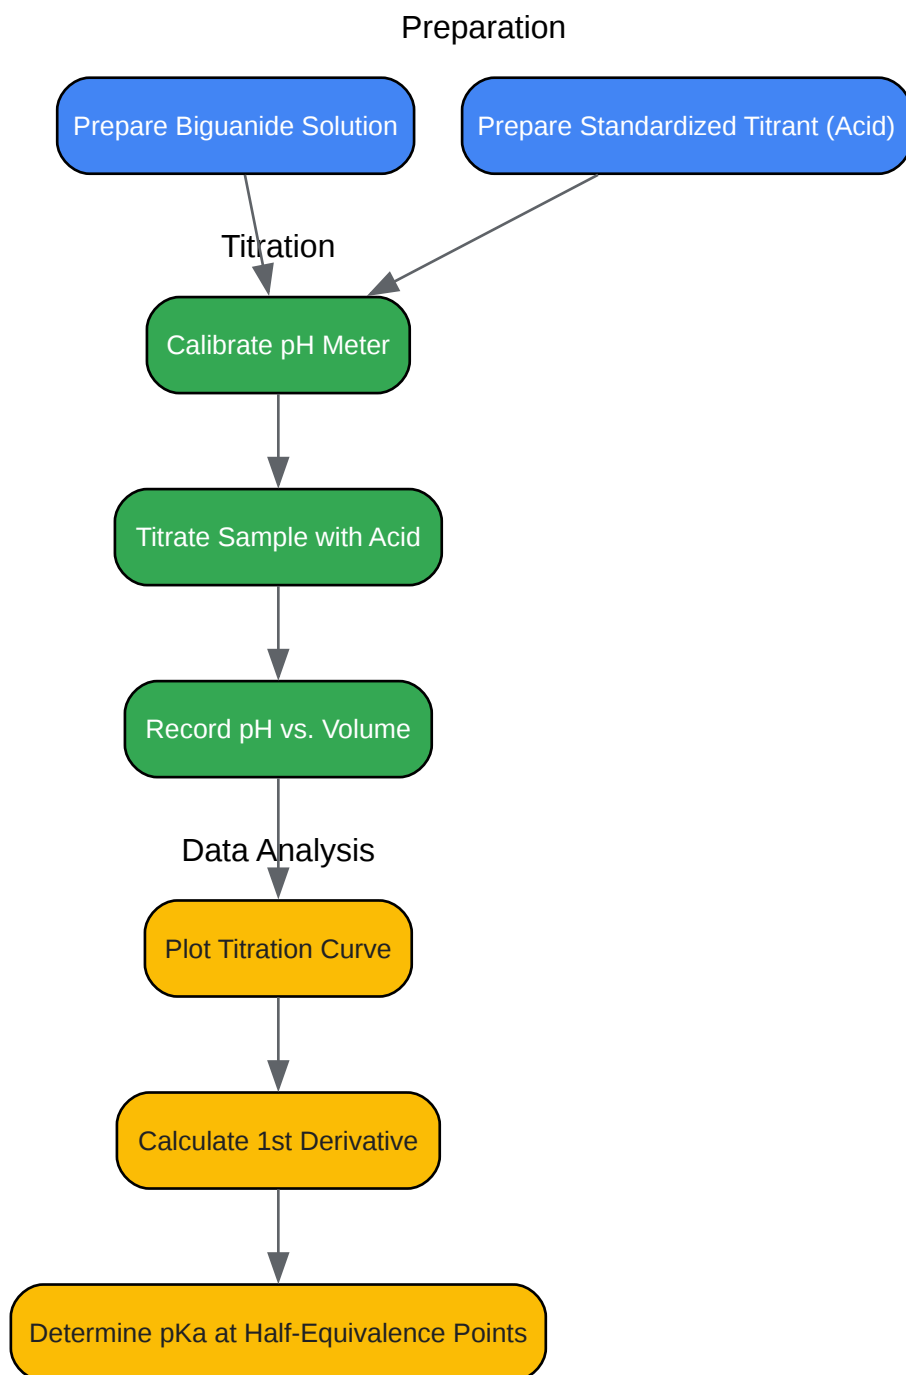 Preparation
Prepare Biguanide Solution
Prepare Standardized Titrant (Acid)
Titration
Calibrate pH Meter
Titrate Sample with Acid
Record pH vs. Volume
Data Analysis
Plot Titration Curve
Calculate 1st Derivative
Determine pKa at Half-Equivalence Points